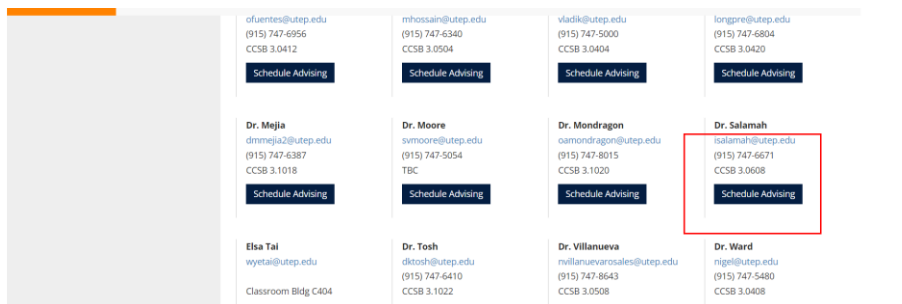 ofuentes@utep.edu
(915) 747-6956
CCSB 3.0412
Schedule Advising
mhossain@utep.edu
(915) 747-6340
CCSB 3.0504
Schedule Advising
vladik@utep.edu
(915) 747-5000
CCSB 3.0404
Schedule Advising
longpre@utep.edu
(915) 747-6804
CCSB 3.0420
Schedule Advising
Dr. Mejia
dmmejia2@utep.edu
(915) 747-6387
CCSB 3.1018
Schedule Advising
Dr. Moore
svmoore@utep.edu
(915) 747-5054
TBC
Schedule Advising
Dr. Mondragon
oamondragon@utep.edu
(915) 747-8015
CCSB 3.1020
Schedule Advising
Dr. Salamah
isalamah@utep.edu
(915) 747-6671
CCSB 3.0608
Schedule Advising
Elsa Tai
wyetai@utep.edu
Classroom Bldg C404
Dr. Tosh
dktosh@utep.edu
(915) 747-6410
CCSB 3.1022
Dr. Villanueva
nvillanuevarosales@utep.edu
(915) 747-8643
CCSB 3.0508
Dr. Ward
nigel@utep.edu
(915) 747-5480
CCSB 3.0408